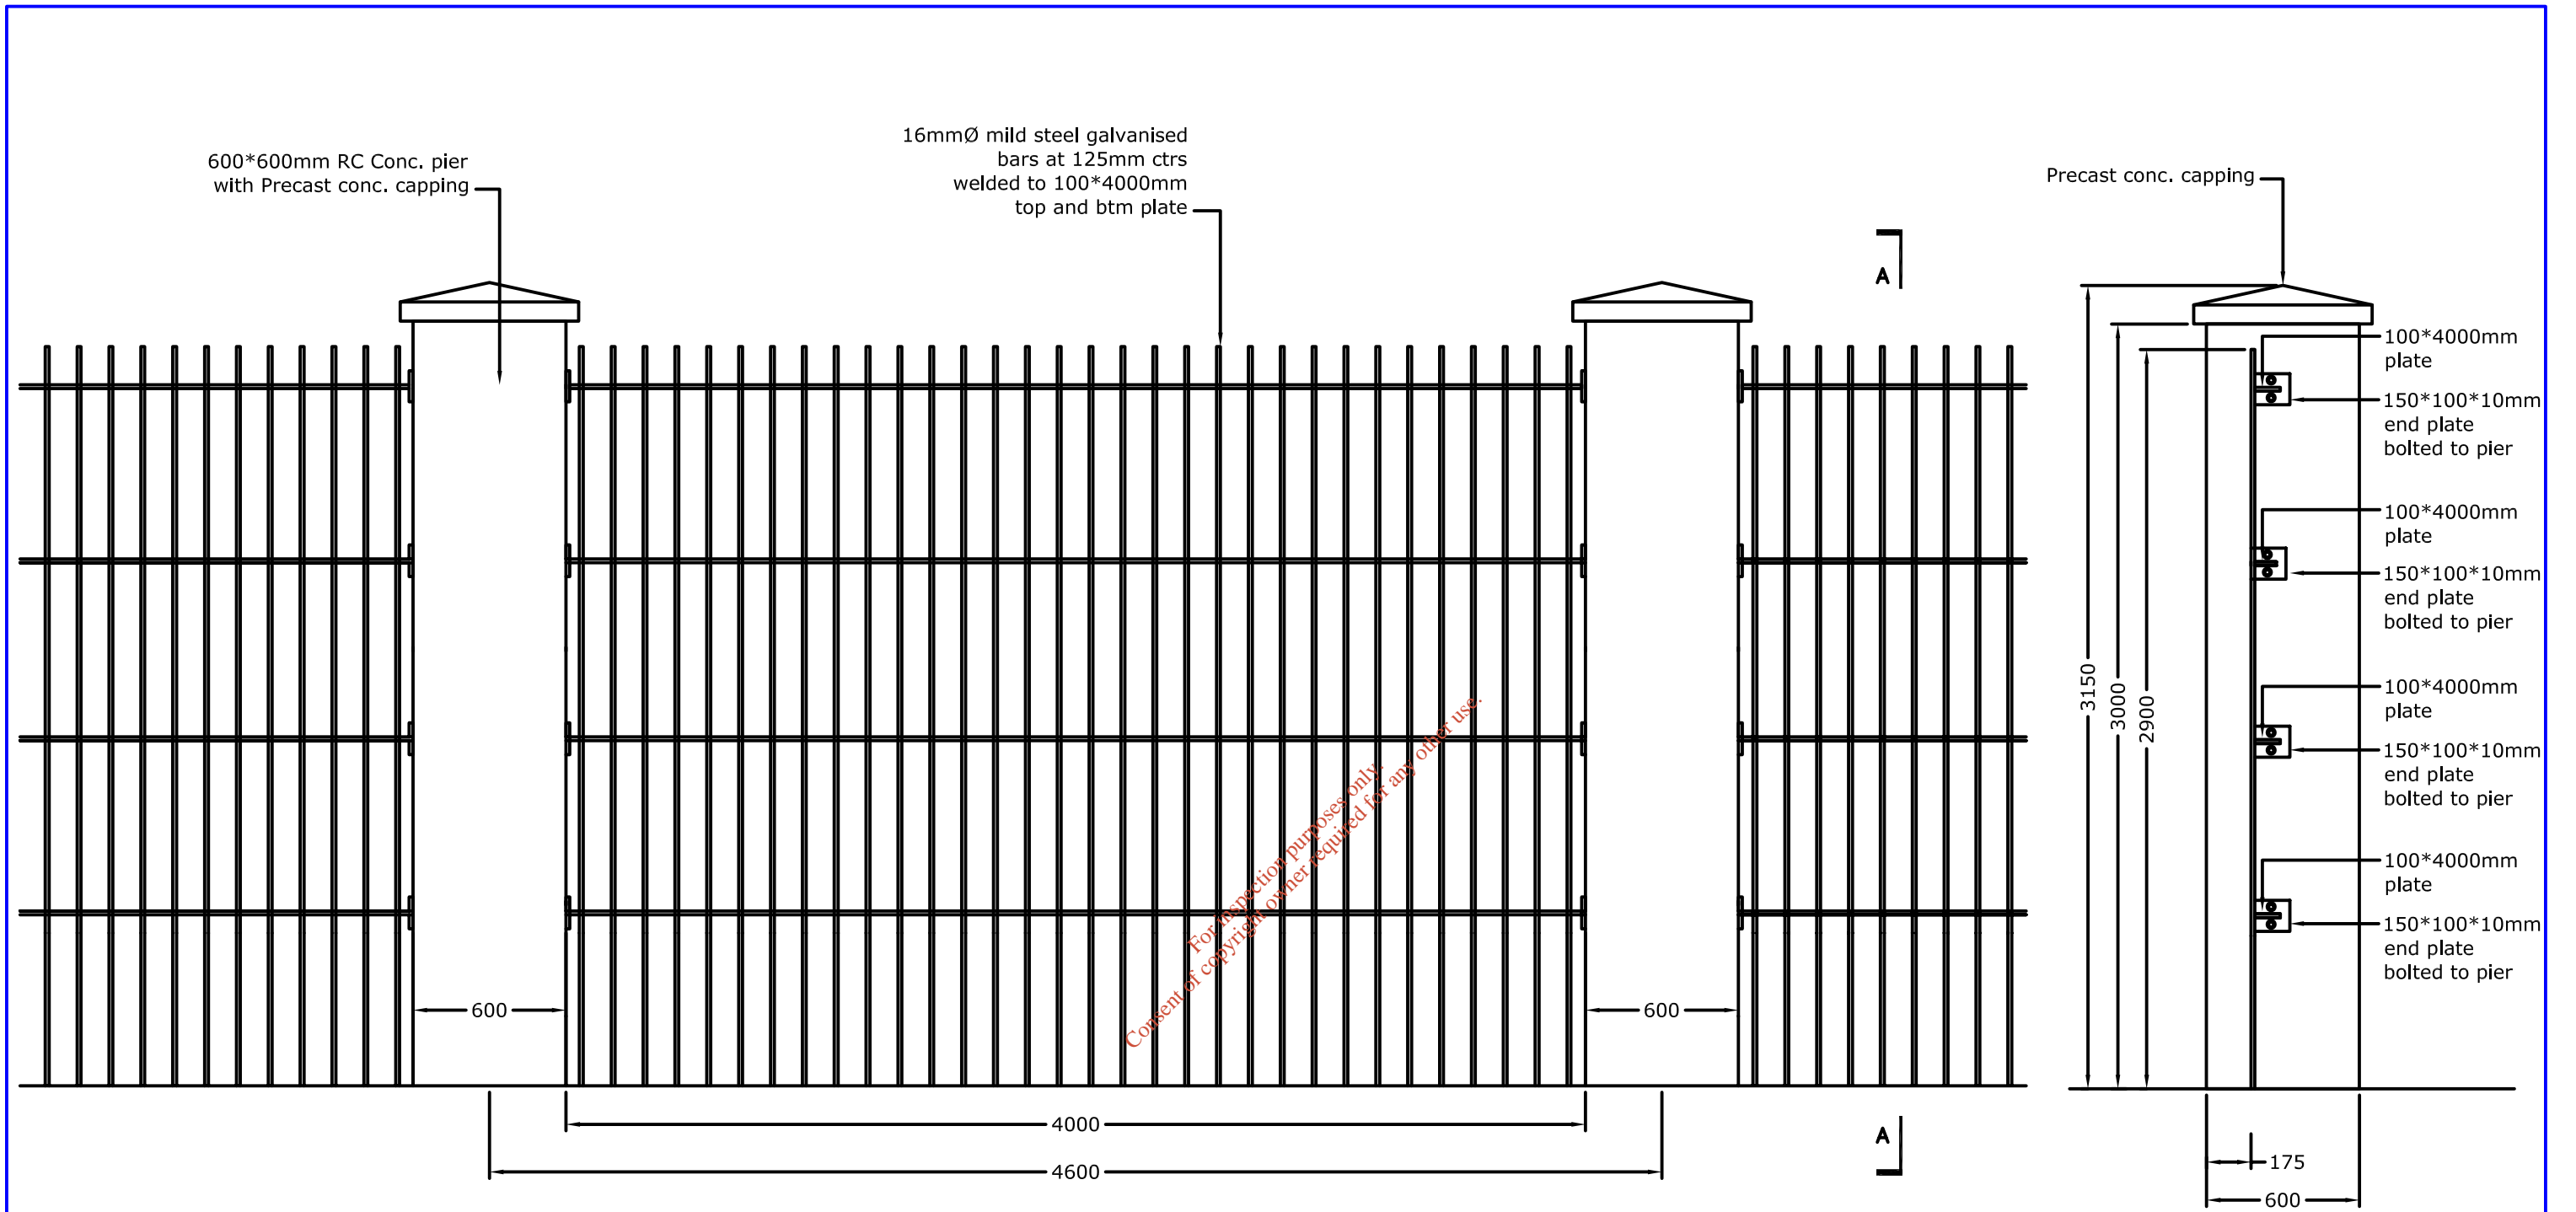 600*600mm RC Conc. pier
with Precast conc. capping
16mmØ mild steel galvanised
bars at 125mm ctrs
welded to 100*4000mm
top and btm plate
A
A
600
600
4000
4600
For inspection purposes only.
Consent of copyright owner required for any other use.
Precast conc. capping
100*4000mm
plate
150*100*10mm
end plate
bolted to pier
100*4000mm
plate
150*100*10mm
end plate
bolted to pier
100*4000mm
plate
150*100*10mm
end plate
bolted to pier
100*4000mm
plate
150*100*10mm
end plate
bolted to pier
3150
3000
2900
175
600